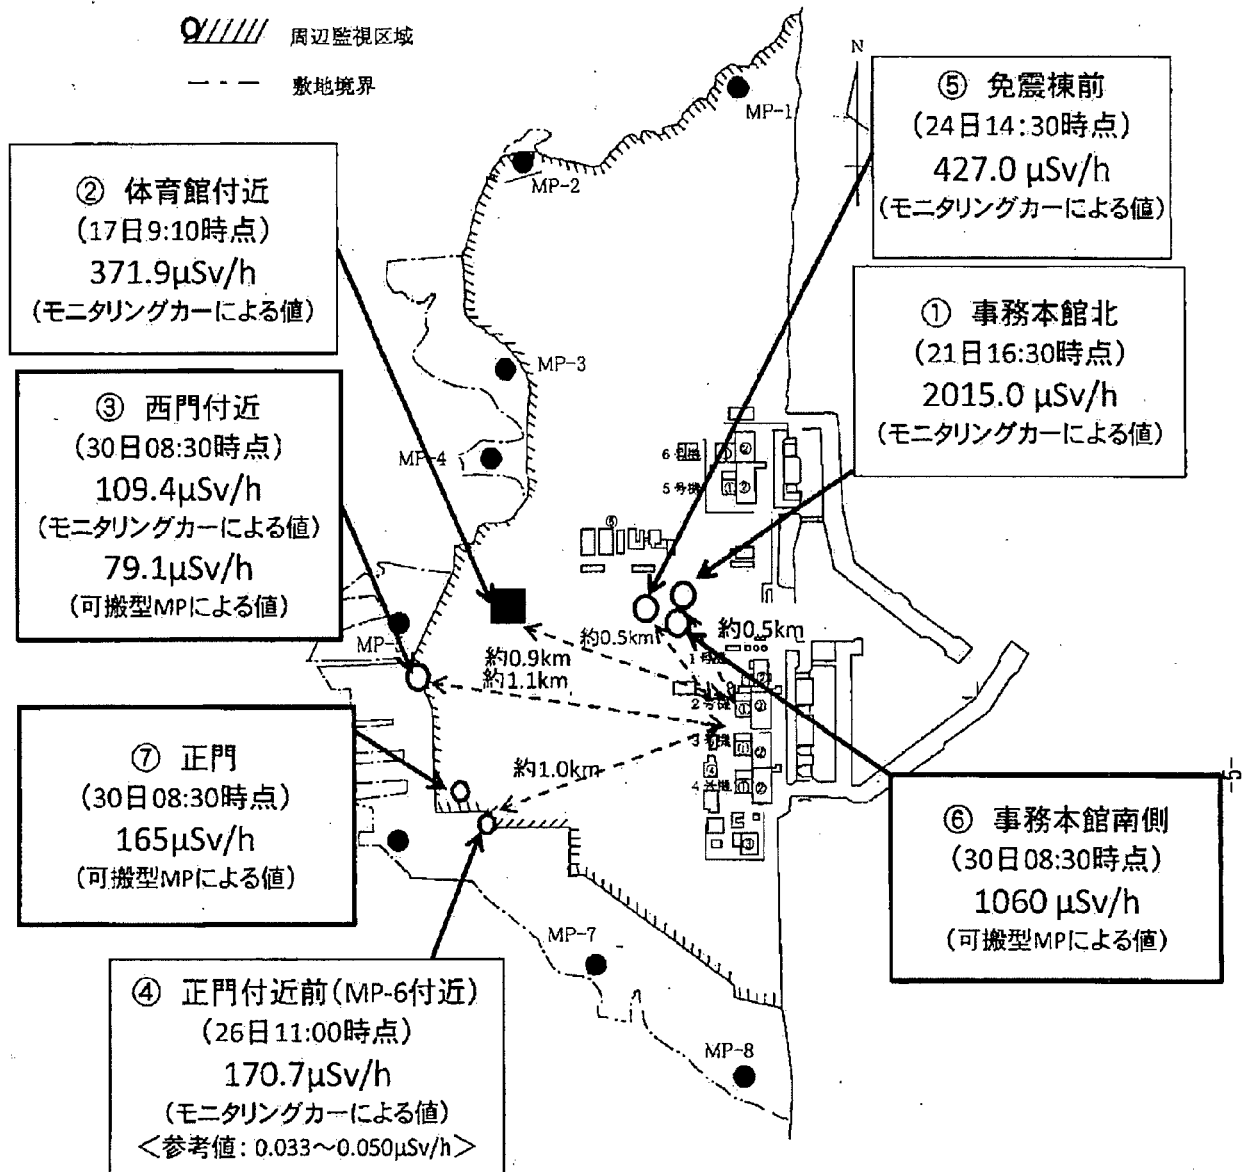 周辺監視区域
敷地境界
N
⑤ 免震棟前
(24日14:30時点)
427.0 μSv/h
(モニタリングカーによる値)
② 体育館付近
(17日9:10時点)
371.9μSv/h
(モニタリングカーによる値)
① 事務本館北
(21日16:30時点)
2015.0 μSv/h
(モニタリングカーによる値)
③ 西門付近
(30日08:30時点)
109.4μSv/h
(モニタリングカーによる値)
79.1μSv/h
(可搬型MPによる値)
⑦ 正門
(30日08:30時点)
165μSv/h
(可搬型MPによる値)
⑥ 事務本館南側
(30日08:30時点)
1060 μSv/h
(可搬型MPによる値)
④ 正門付近前(MP-6付近)
(26日11:00時点)
170.7μSv/h
(モニタリングカーによる値)
<参考値: 0.033～0.050μSv/h>
MP-1
MP-2
MP-3
MP-4
MP-7
MP-8
6号機
5号機
2号機
3号機
4号機
約0.5km
約0.5km
約0.9km
約1.1km
約1.0km
-5-